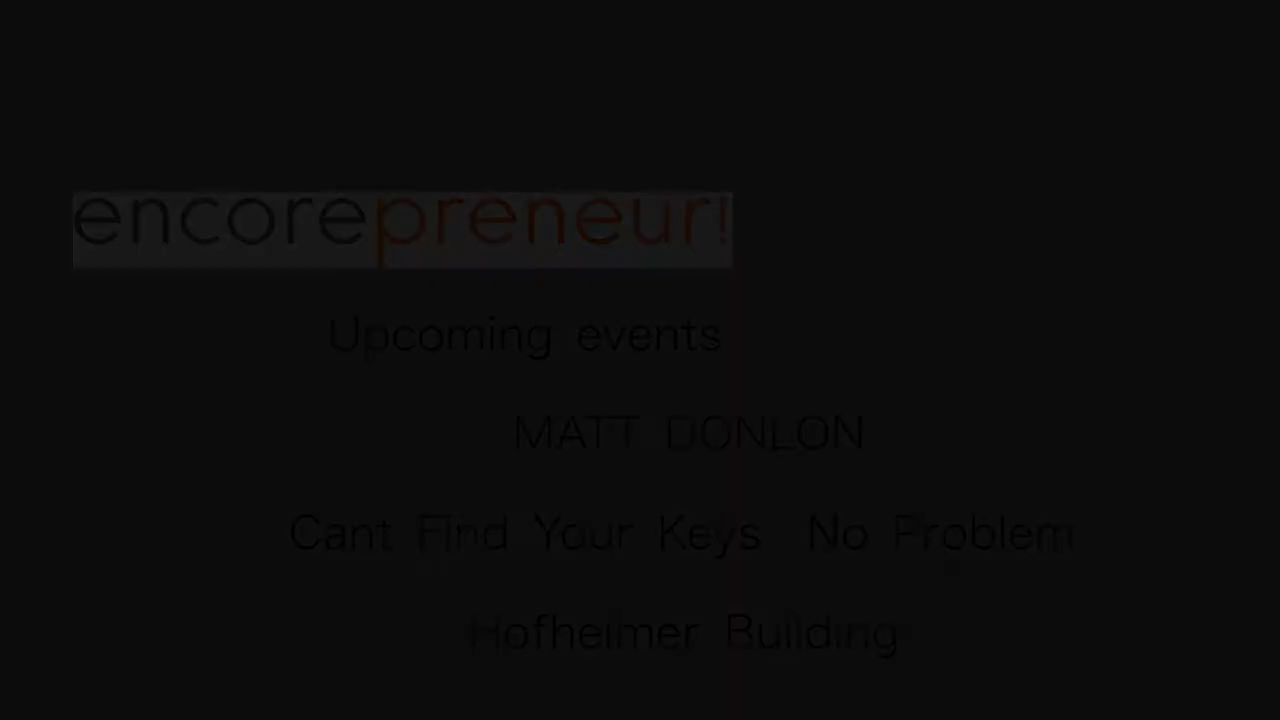 encorepreneur!
Upcoming events
MATT DONLON
Cant Find Your Keys No Problem
Hofheimer Building